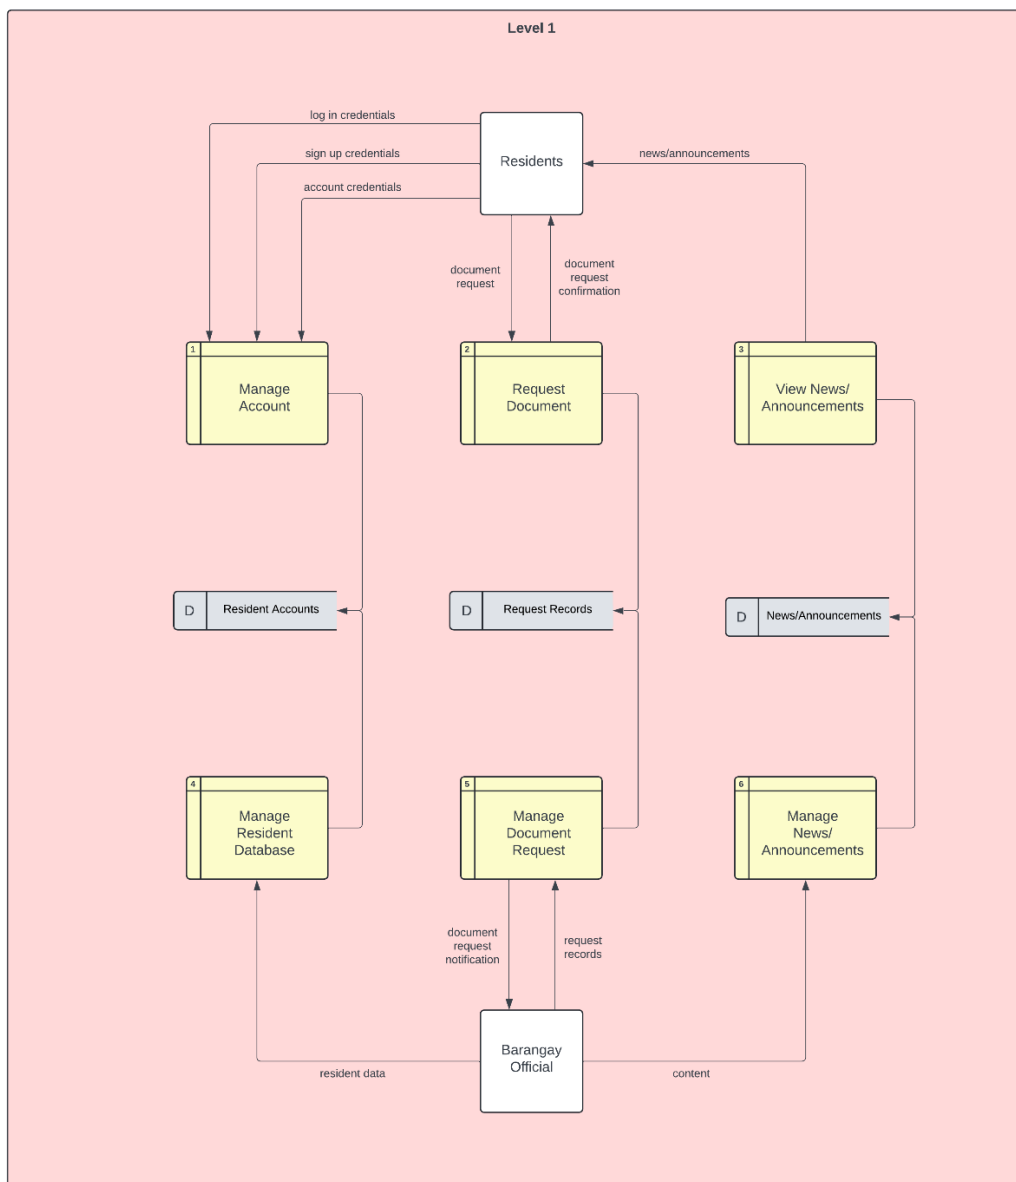 Level 1
log in credentials
sign up credentials
account credentials
Residents
news/announcements
document
request
document
request
confirmation
1
Manage
Account
2
Request
Document
3
View News/
Announcements
D
Resident Accounts
D
Request Records
D
News/Announcements
4
Manage
Resident
Database
5
Manage
Document
Request
6
Manage
News/
Announcements
document
request
notification
request
records
Barangay
Official
resident data
content